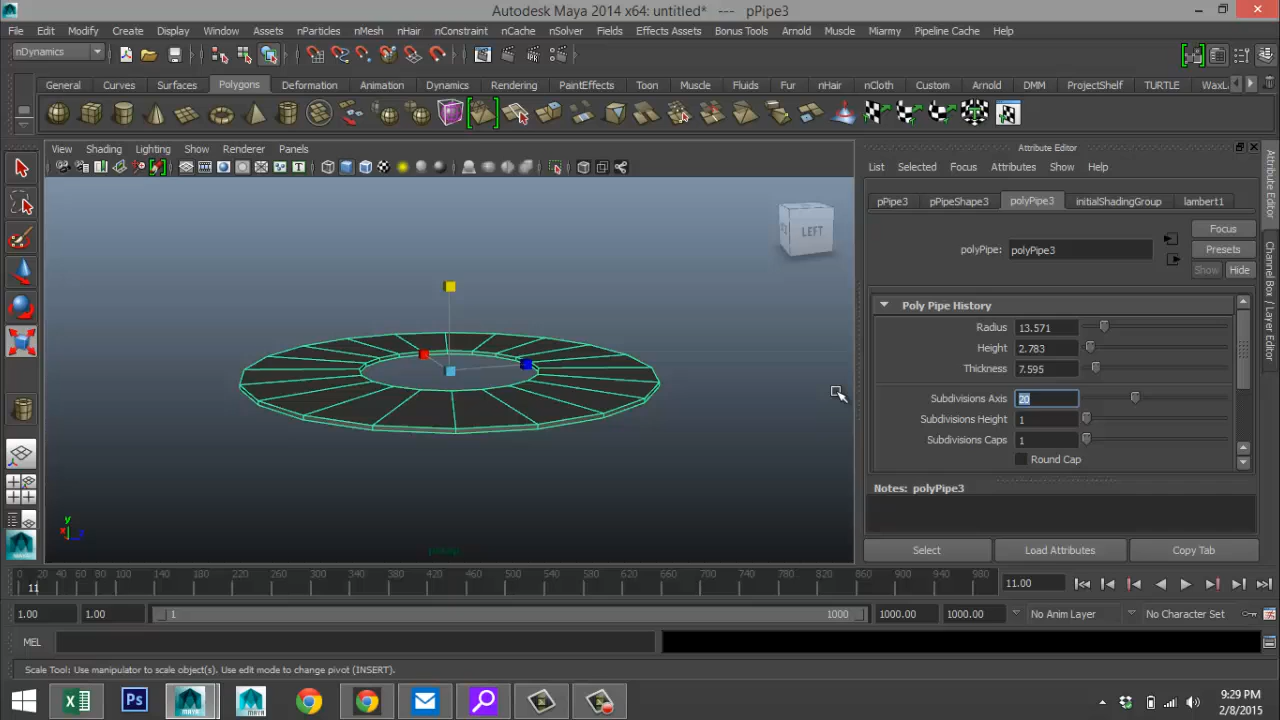 Autodesk Maya 2014 x64: untitled* --- pPipe3
File Edit Modify Create Display Window Assets nParticles nMesh nHair nConstraint nCache nSolver Fields Effects Assets Bonus Tools Arnold Muscle Miarmy Pipeline Cache Help
nDynamics
General Curves Surfaces Polygons Deformation Animation Dynamics Rendering PaintEffects Toon Muscle Fluids Fur nHair nCloth Custom Arnold DMM ProjectShelf TURTLE WaxL
View Shading Lighting Show Renderer Panels
Attribute Editor
List Selected Focus Attributes Show Help
pPipe3 pPipeShape3 polyPipe3 initialShadingGroup lambert1
Focus
polyPipe: polyPipe3
Presets
Show Hide
Poly Pipe History
Radius 13.571
Height 2.783
Thickness 7.595
Subdivisions Axis 20
Subdivisions Height 1
Subdivisions Caps 1
Round Cap
Notes: polyPipe3
Select Load Attributes Copy Tab
Attribute Editor
Channel Box / Layer Editor
LEFT
y
x
z
persp
0 20 40 60 80 100 140 180 220 260 300 340 380 420 460 500 540 580 620 660 700 740 780 820 860 900 940 980
11
11.00
1.00 1.00 1 1000 1000.00 1000.00 No Anim Layer No Character Set
MEL
Scale Tool: Use manipulator to scale object(s). Use edit mode to change pivot (INSERT).
9:29 PM
2/8/2015